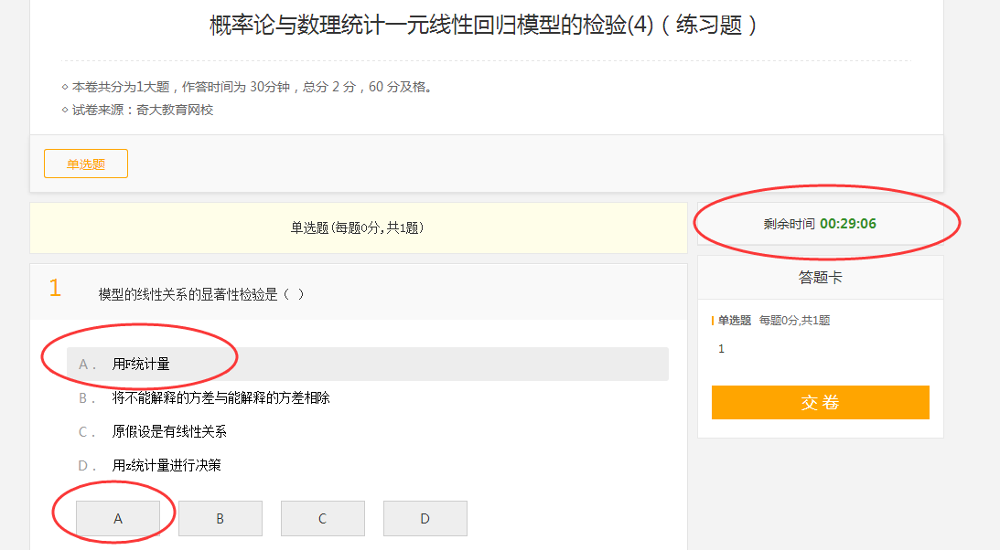 概率论与数理统计一元线性回归模型的检验(4)（练习题）
◇ 本卷共分为1大题，作答时间为 30分钟，总分 2 分，60 分及格。
◇ 试卷来源：奇大教育网校
单选题
单选题(每题0分,共1题)
剩余时间 00:29:06
1
模型的线性关系的显著性检验是（ ）
A． 用F统计量
B． 将不能解释的方差与能解释的方差相除
C． 原假设是有线性关系
D． 用z统计量进行决策
A
B
C
D
答题卡
单选题 每题0分,共1题
1
交 卷